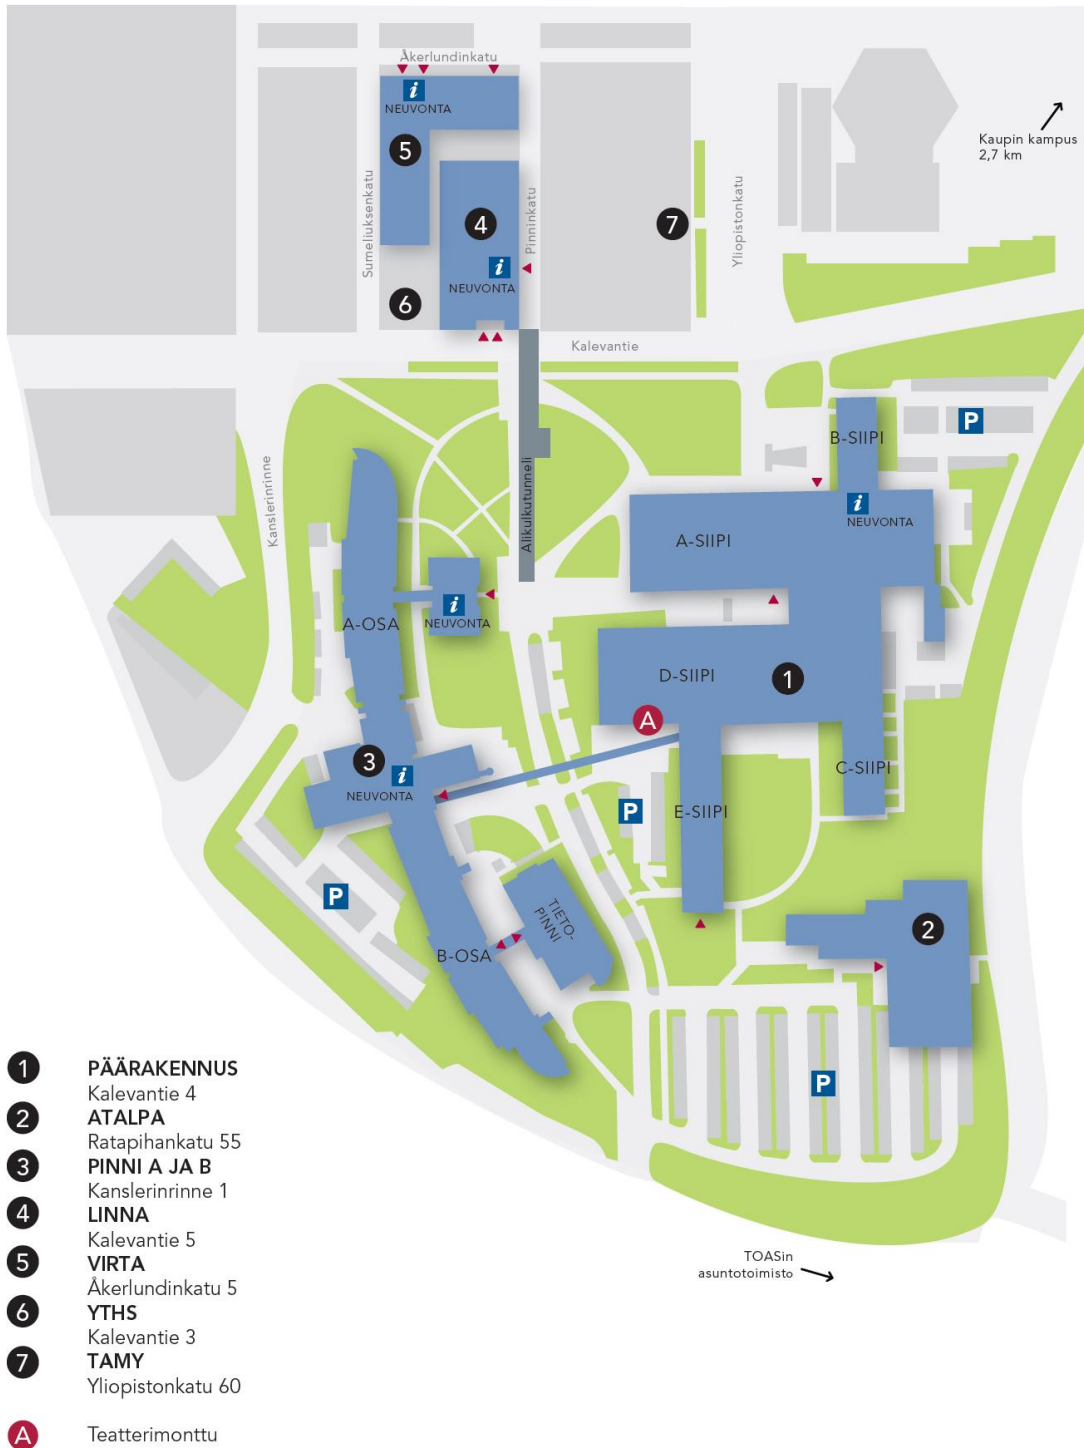 Åkerlundinkatu
i
NEUVONTA
5
Sumeliuksenkatu
4
Pinninkatu
i
NEUVONTA
6
7
Yliopistonkatu
Kaupin kampus
2,7 km
Kalevantie
Kanslerinrinne
Alikulkutunneli
B-SIIPI
P
i
NEUVONTA
A-SIIPI
A-OSA
i
NEUVONTA
D-SIIPI
1
A
3
i
NEUVONTA
C-SIIPI
E-SIIPI
P
P
TIETO-
PINNI
B-OSA
2
P
TOASin
asuntotoimisto
1 PÄÄRAKENNUS
Kalevantie 4
2 ATALPA
Ratapihankatu 55
3 PINNI A JA B
Kanslerinrinne 1
4 LINNA
Kalevantie 5
5 VIRTA
Åkerlundinkatu 5
6 YTHS
Kalevantie 3
7 TAMY
Yliopistonkatu 60
A Teatterimonttu